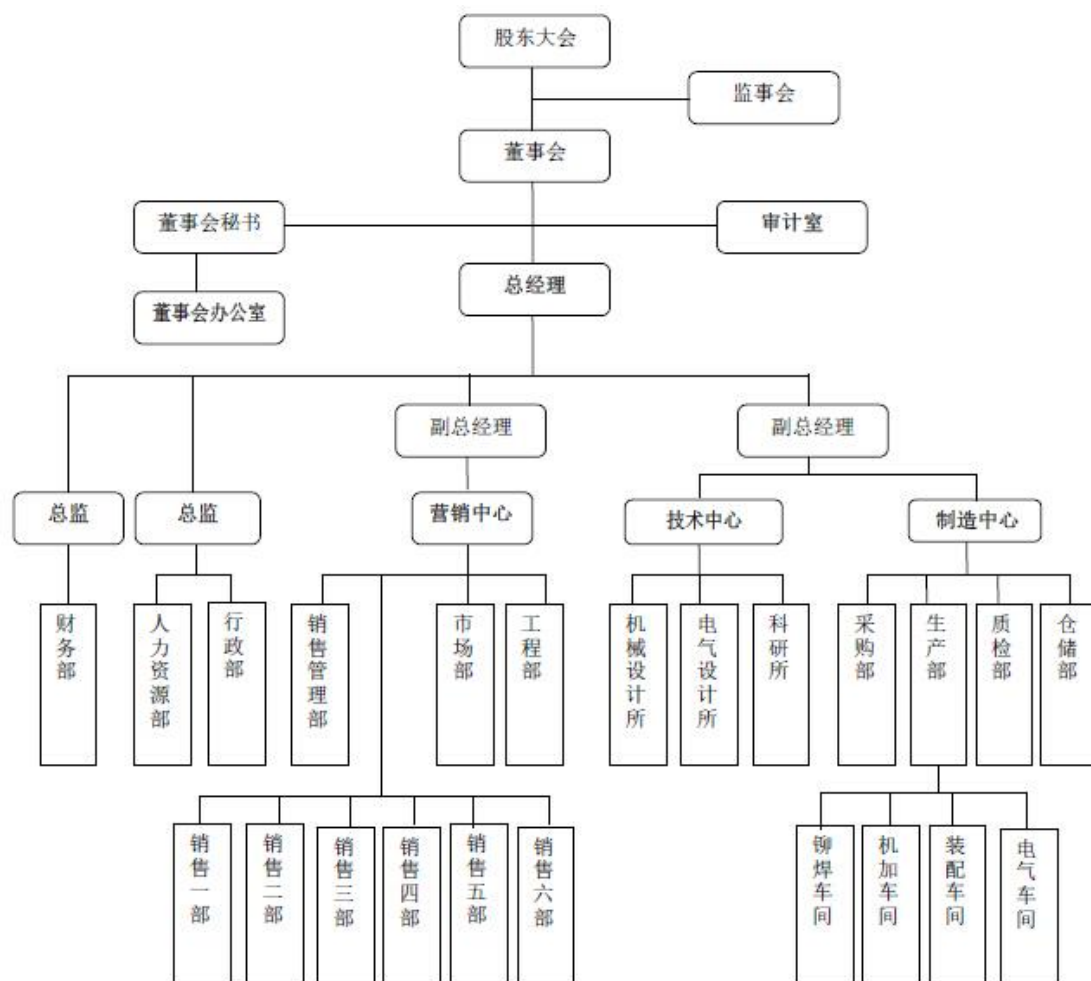 股东大会
监事会
董事会
董事会秘书
审计室
总经理
董事会办公室
副总经理
副总经理
总监
总监
营销中心
技术中心
制造中心
财务部
人力资源部
行政部
销售管理部
市场部
工程部
机械设计所
电气设计所
科研所
采购部
生产部
质检部
仓储部
销售一部
销售二部
销售三部
销售四部
销售五部
销售六部
铆焊车间
机加车间
装配车间
电气车间